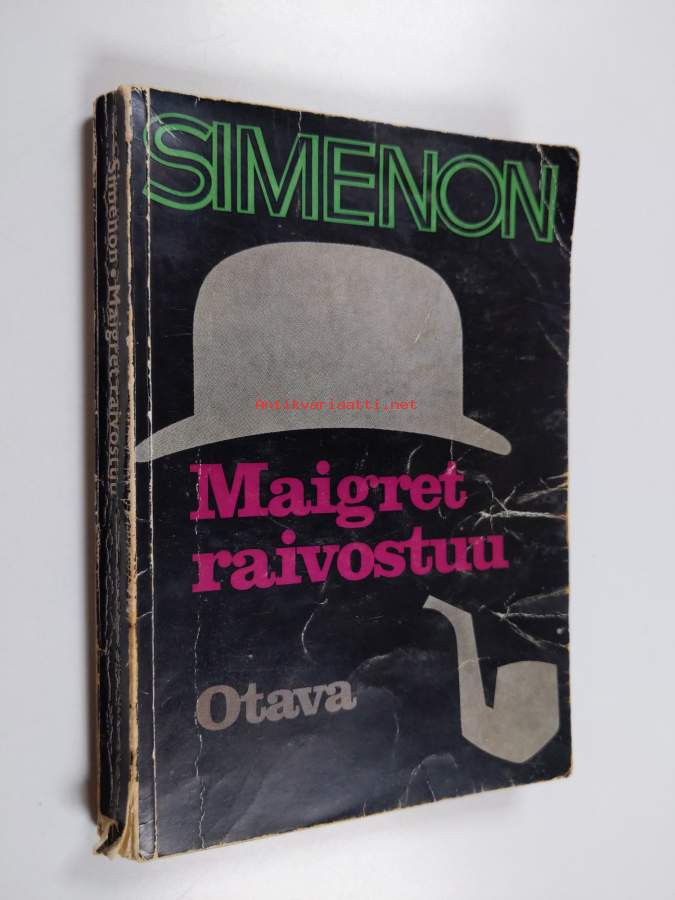 SIMENON
Maigret
raivostuu
Otava
Simenon • Maigret raivostuu
Antikvariaatti.net